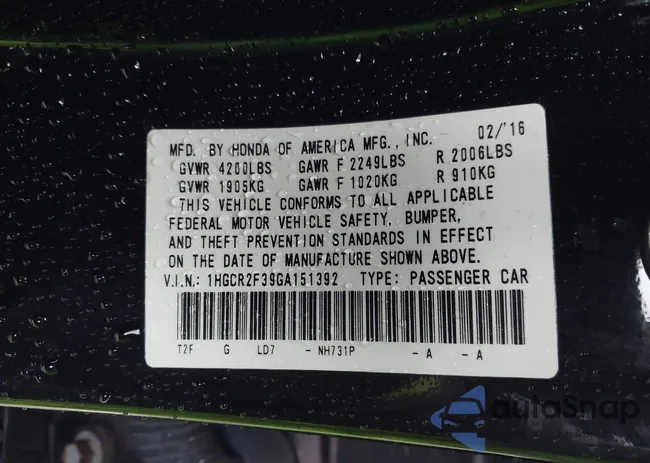 MFD. BY HONDA OF AMERICA MFG., INC. 02/'16
GVWR 4200LBS GAWR F 2249LBS R 2006LBS
GVWR 1905KG GAWR F 1020KG R 910KG
THIS VEHICLE CONFORMS TO ALL APPLICABLE
FEDERAL MOTOR VEHICLE SAFETY, BUMPER,
AND THEFT PREVENTION STANDARDS IN EFFECT
ON THE DATE OF MANUFACTURE SHOWN ABOVE.
V.I.N.: 1HGCR2F39GA151392 TYPE: PASSENGER CAR
T2F G LD7 - NH731P - A - A
autoSnap